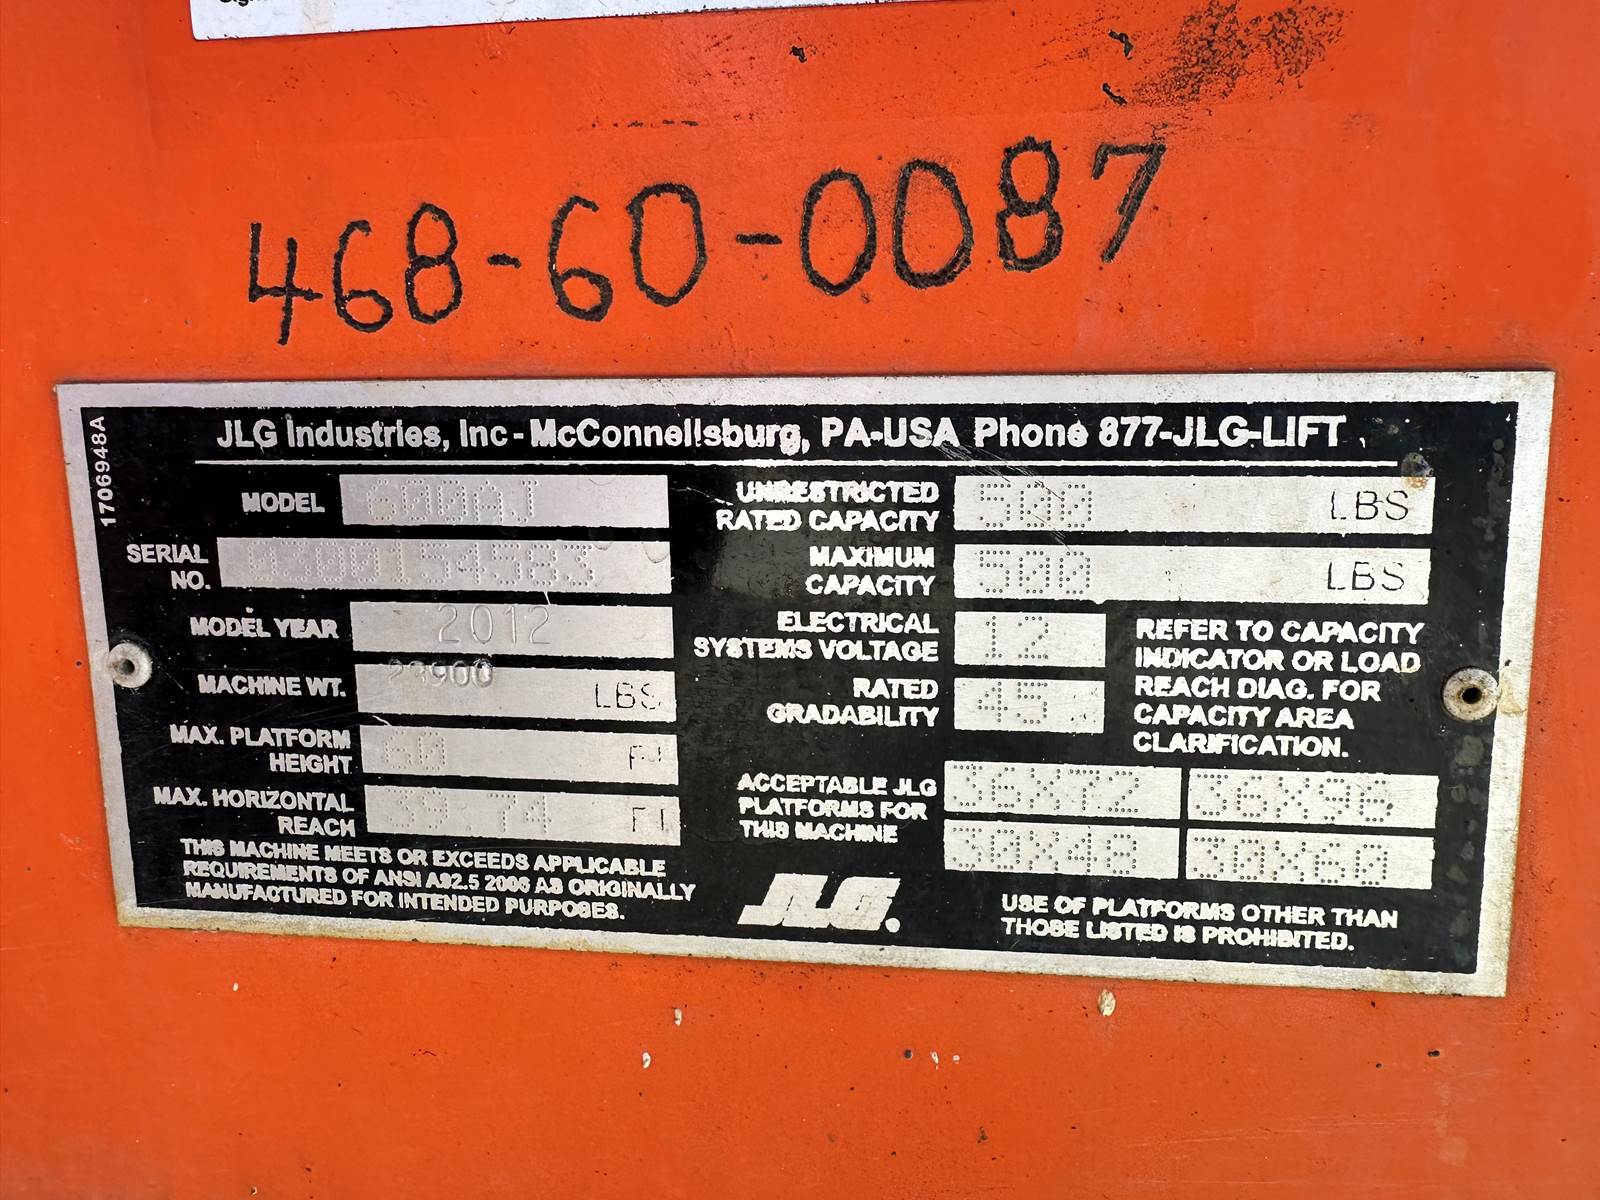 468-60-0087
1706948A
JLG Industries, Inc - McConnellsburg, PA-USA Phone 877-JLG-LIFT
MODEL 600AJ
SERIAL NO. 0300154583
MODEL YEAR 2012
MACHINE WT. 23900 LBS
MAX. PLATFORM HEIGHT 60 FT
MAX. HORIZONTAL REACH 39.74 FT
THIS MACHINE MEETS OR EXCEEDS APPLICABLE
REQUIREMENTS OF ANSI A92.5 2006 AS ORIGINALLY
MANUFACTURED FOR INTENDED PURPOSES.
UNRESTRICTED RATED CAPACITY 500 LBS
MAXIMUM CAPACITY 500 LBS
ELECTRICAL SYSTEMS VOLTAGE 12
RATED GRADABILITY 45
REFER TO CAPACITY
INDICATOR OR LOAD
REACH DIAG. FOR
CAPACITY AREA
CLARIFICATION.
ACCEPTABLE JLG
PLATFORMS FOR
THIS MACHINE
36X72 36X96
30X48 30X60
JLG.
USE OF PLATFORMS OTHER THAN
THOSE LISTED IS PROHIBITED.